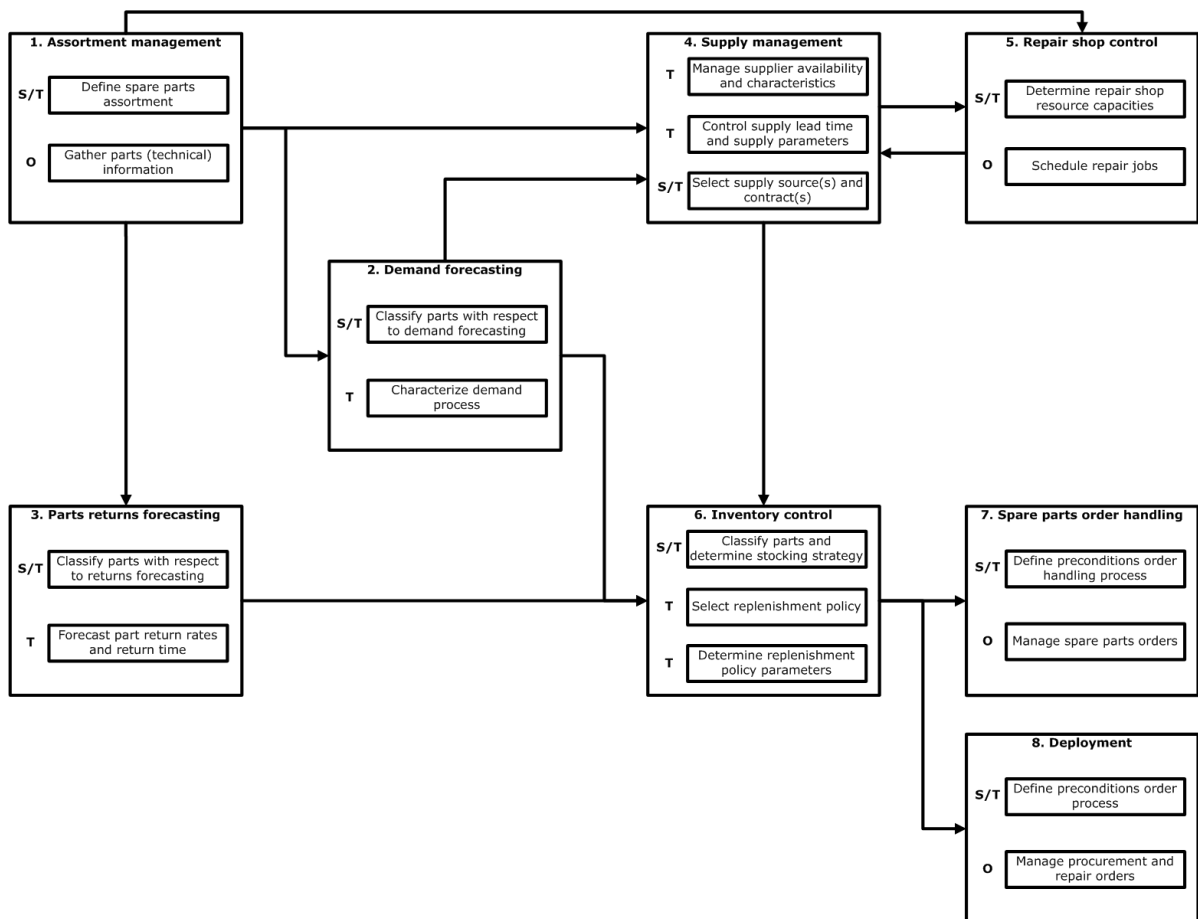 1. Assortment management
S/T
Define spare parts
assortment
O
Gather parts (technical)
information
4. Supply management
T
Manage supplier availability
and characteristics
T
Control supply lead time
and supply parameters
S/T
Select supply source(s) and
contract(s)
5. Repair shop control
S/T
Determine repair shop
resource capacities
O
Schedule repair jobs
2. Demand forecasting
S/T
Classify parts with respect
to demand forecasting
T
Characterize demand
process
3. Parts returns forecasting
S/T
Classify parts with respect
to returns forecasting
T
Forecast part return rates
and return time
6. Inventory control
S/T
Classify parts and
determine stocking strategy
T
Select replenishment policy
T
Determine replenishment
policy parameters
7. Spare parts order handling
S/T
Define preconditions order
handling process
O
Manage spare parts orders
8. Deployment
S/T
Define preconditions order
process
O
Manage procurement and
repair orders